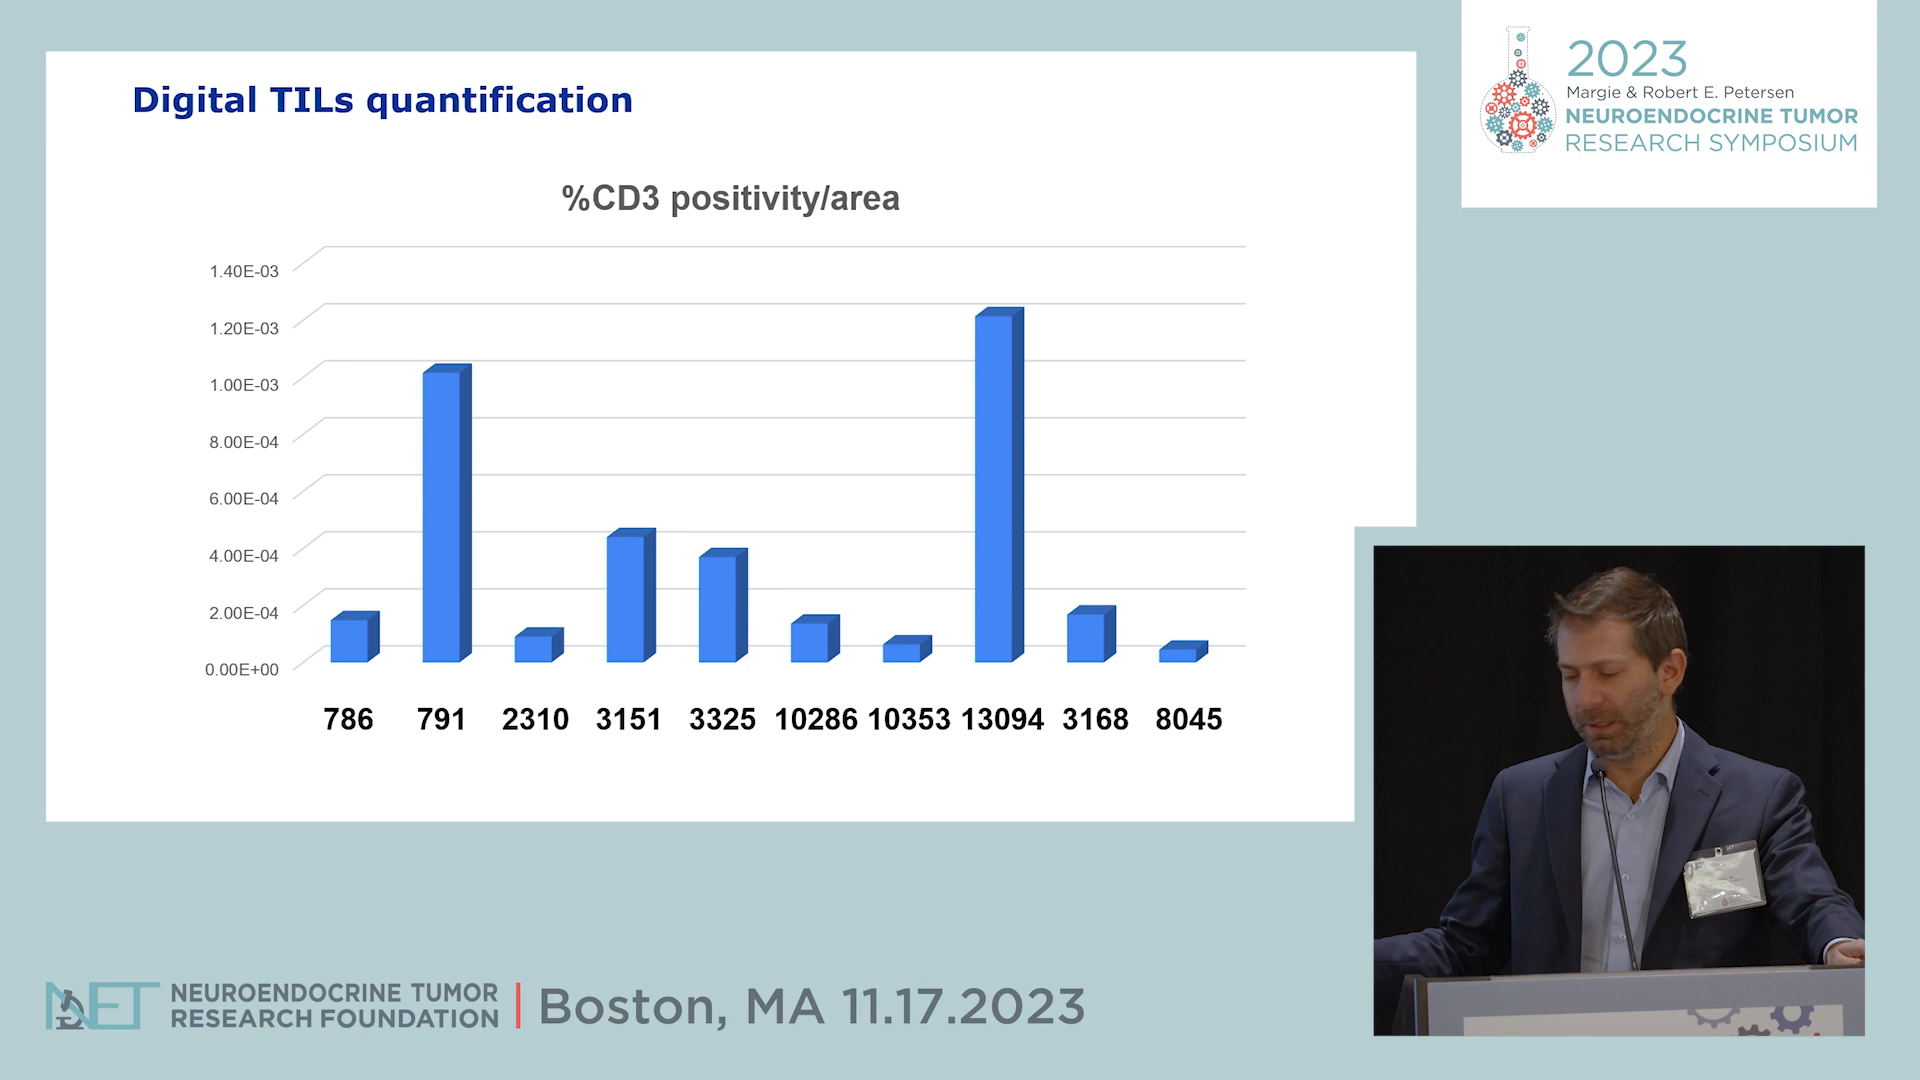 Digital TILs quantification
%CD3 positivity/area
1.40E-03
1.20E-03
1.00E-03
8.00E-04
6.00E-04
4.00E-04
2.00E-04
0.00E+00
786 791 2310 3151 3325 10286 10353 13094 3168 8045
2023
Margie & Robert E. Petersen
NEUROENDOCRINE TUMOR
RESEARCH SYMPOSIUM
NET
NEUROENDOCRINE TUMOR
RESEARCH FOUNDATION
Boston, MA 11.17.2023